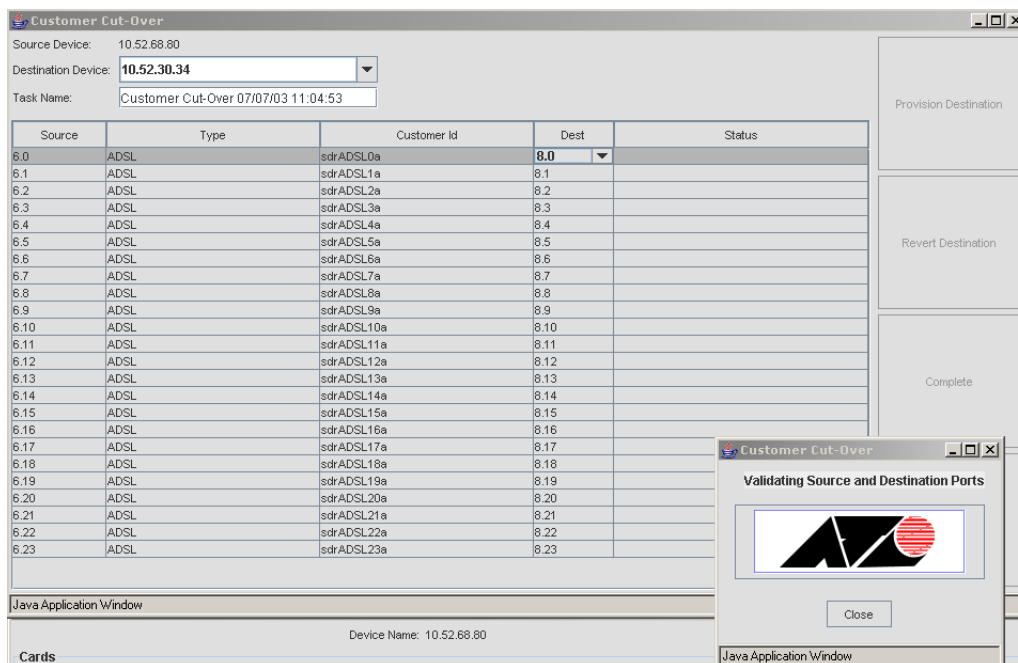 Customer Cut-Over
Source Device: 10.52.68.80
Destination Device: 10.52.30.34
Task Name: Customer Cut-Over 07/07/03 11:04:53
Source Type Customer Id Dest Status
6.0 ADSL sdrADSL0a 8.0
6.1 ADSL sdrADSL1a 8.1
6.2 ADSL sdrADSL2a 8.2
6.3 ADSL sdrADSL3a 8.3
6.4 ADSL sdrADSL4a 8.4
6.5 ADSL sdrADSL5a 8.5
6.6 ADSL sdrADSL6a 8.6
6.7 ADSL sdrADSL7a 8.7
6.8 ADSL sdrADSL8a 8.8
6.9 ADSL sdrADSL9a 8.9
6.10 ADSL sdrADSL10a 8.10
6.11 ADSL sdrADSL11a 8.11
6.12 ADSL sdrADSL12a 8.12
6.13 ADSL sdrADSL13a 8.13
6.14 ADSL sdrADSL14a 8.14
6.15 ADSL sdrADSL15a 8.15
6.16 ADSL sdrADSL16a 8.16
6.17 ADSL sdrADSL17a 8.17
6.18 ADSL sdrADSL18a 8.18
6.19 ADSL sdrADSL19a 8.19
6.20 ADSL sdrADSL20a 8.20
6.21 ADSL sdrADSL21a 8.21
6.22 ADSL sdrADSL22a 8.22
6.23 ADSL sdrADSL23a 8.23
Provision Destination
Revert Destination
Complete
Java Application Window
Device Name: 10.52.68.80
Cards
Customer Cut-Over
Validating Source and Destination Ports
Close
Java Application Window